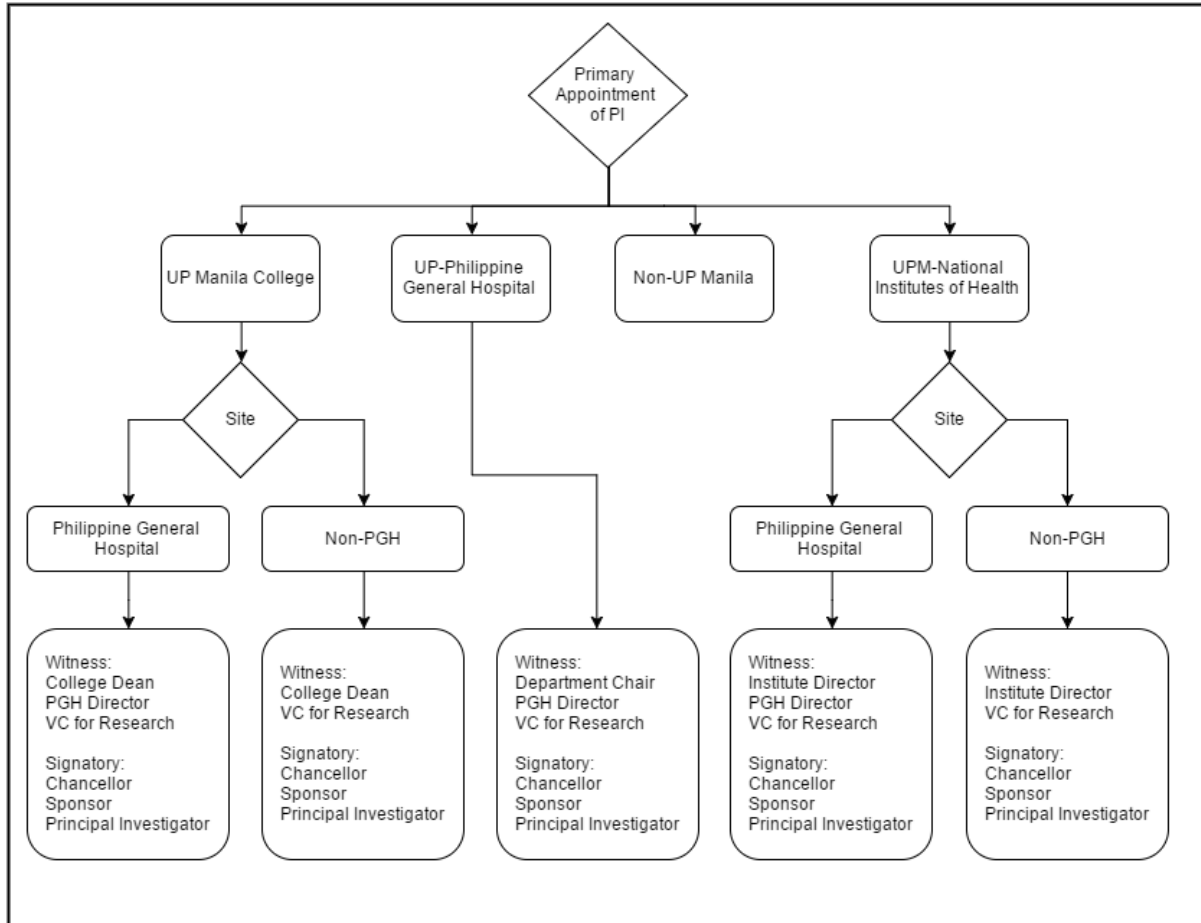 Primary
Appointment
of PI
UP Manila College
UP-Philippine
General Hospital
Non-UP Manila
UPM-National
Institutes of Health
Site
Site
Philippine General
Hospital
Non-PGH
Philippine General
Hospital
Non-PGH
Witness:
College Dean
PGH Director
VC for Research
Signatory:
Chancellor
Sponsor
Principal Investigator
Witness:
College Dean
VC for Research
Signatory:
Chancellor
Sponsor
Principal Investigator
Witness:
Department Chair
PGH Director
VC for Research
Signatory:
Chancellor
Sponsor
Principal Investigator
Witness:
Institute Director
PGH Director
VC for Research
Signatory:
Chancellor
Sponsor
Principal Investigator
Witness:
Institute Director
VC for Research
Signatory:
Chancellor
Sponsor
Principal Investigator